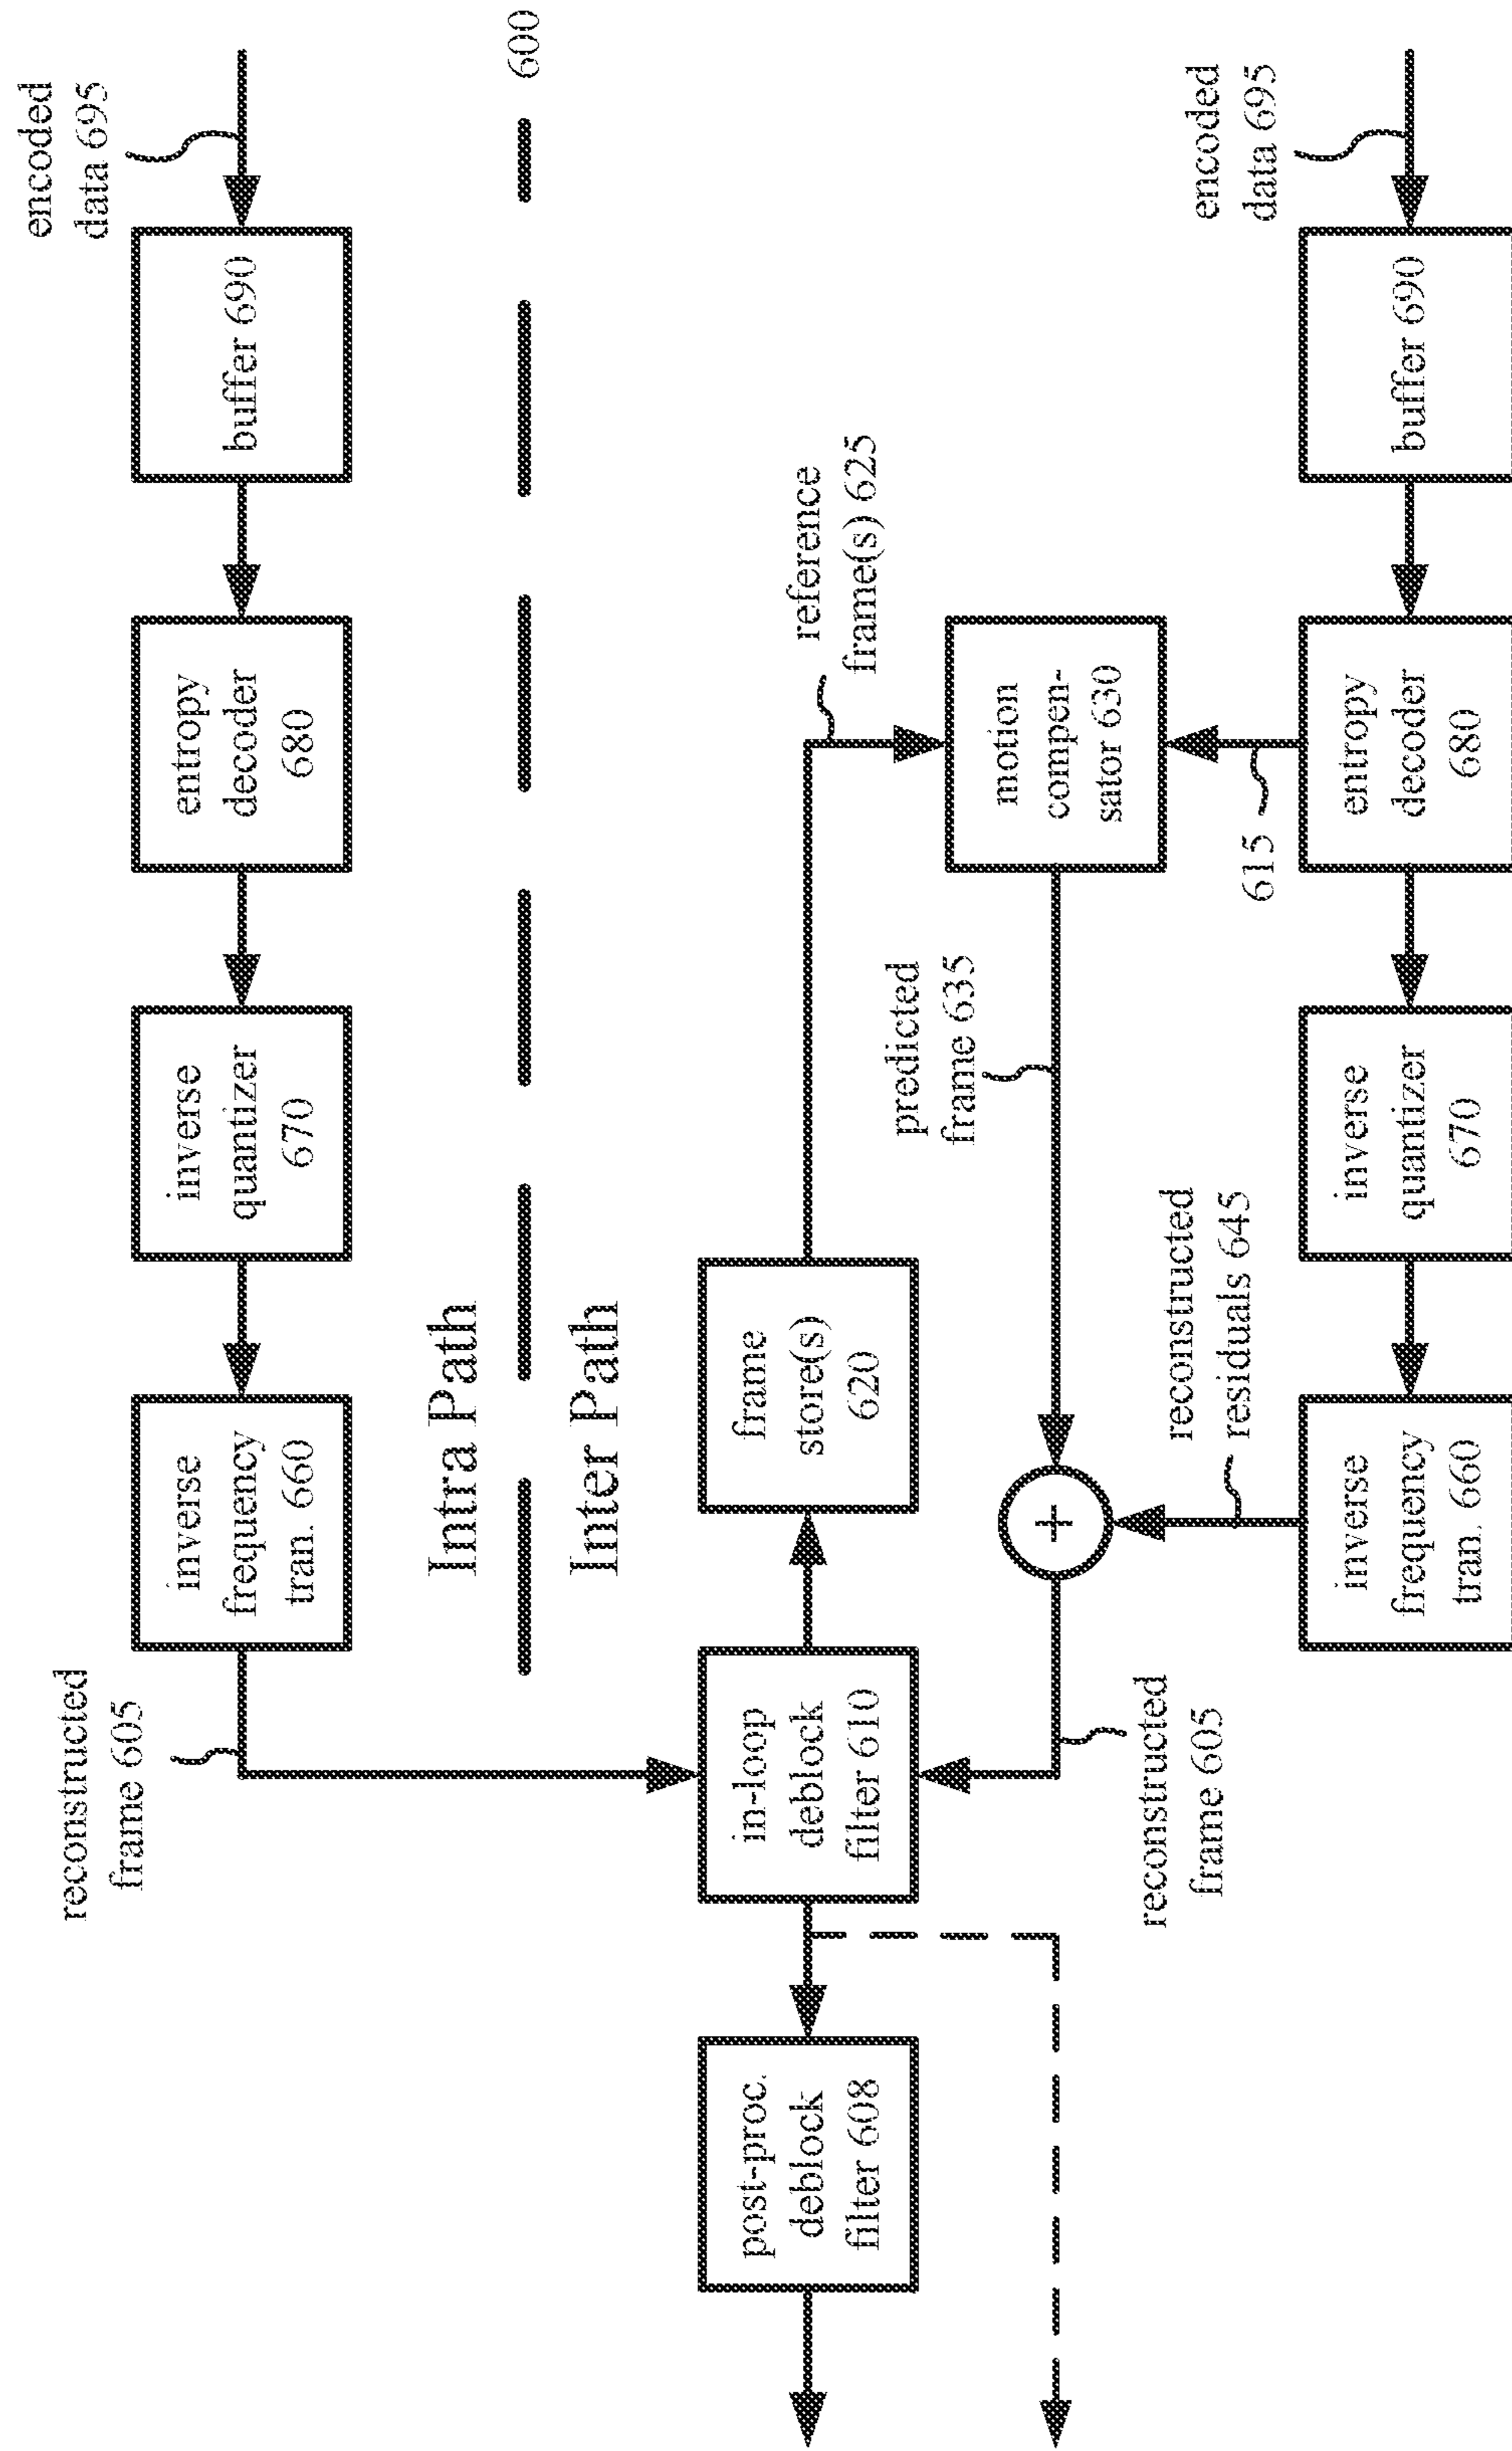 encoded
data 695
buffer 690
entropy
decoder
680
inverse
quantizer
670
inverse
frequency
tran. 660
reconstructed
frame 605
600
Intra Path
Inter Path
reference
frame(s) 625
frame
store(s)
620
in-loop
deblock
filter 610
post-proc.
deblock
filter 608
motion
compen-
sator 630
predicted
frame 635
+
reconstructed
frame 605
reconstructed
residuals 645
615
encoded
data 695
buffer 690
entropy
decoder
680
inverse
quantizer
670
inverse
frequency
tran. 660